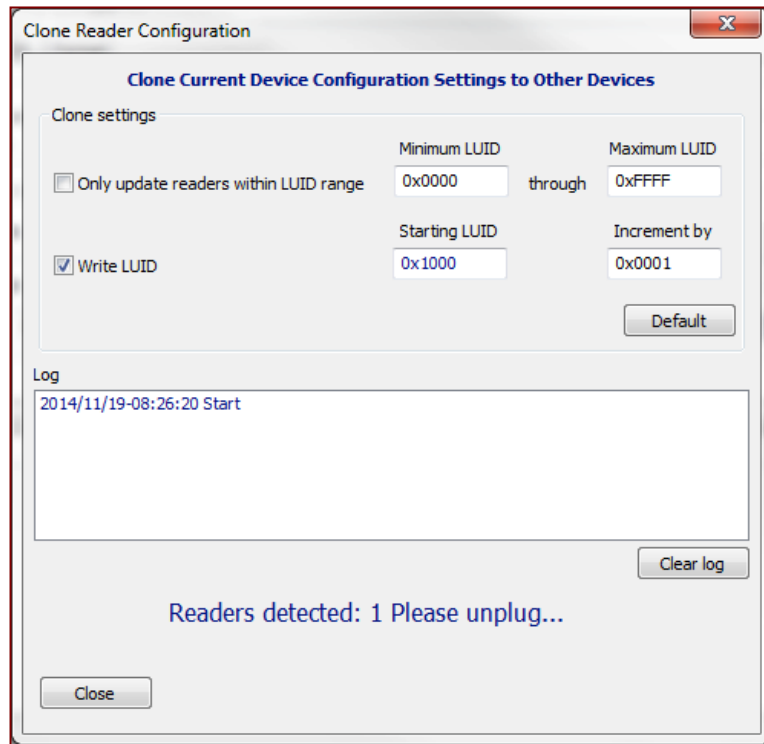 Clone Reader Configuration
Clone Current Device Configuration Settings to Other Devices
Clone settings
Minimum LUID Maximum LUID
Only update readers within LUID range 0x0000 through 0xFFFF
Starting LUID Increment by
Write LUID 0x1000 0x0001
Default
Log
2014/11/19-08:26:20 Start
Clear log
Readers detected: 1 Please unplug...
Close